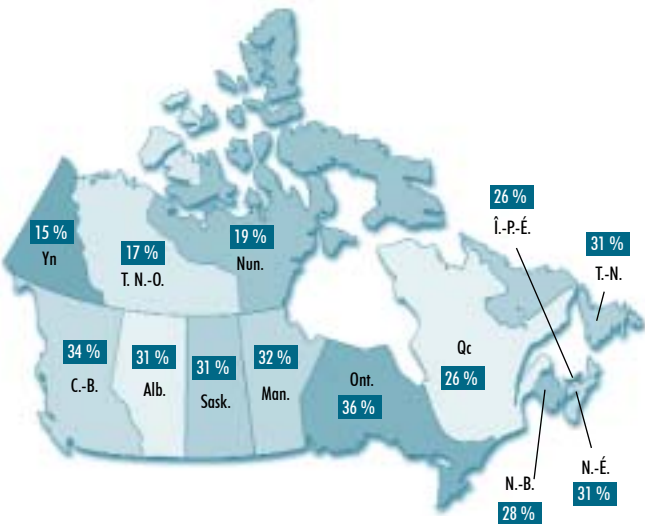 26 %
Î.-P.-É.
15 %
Yn
17 %
T. N.-O.
19 %
Nun.
31 %
T.-N.
34 %
C.-B.
31 %
Alb.
31 %
Sask.
32 %
Man.
Ont.
36 %
Qc
26 %
N.-B.
28 %
N.-É.
31 %